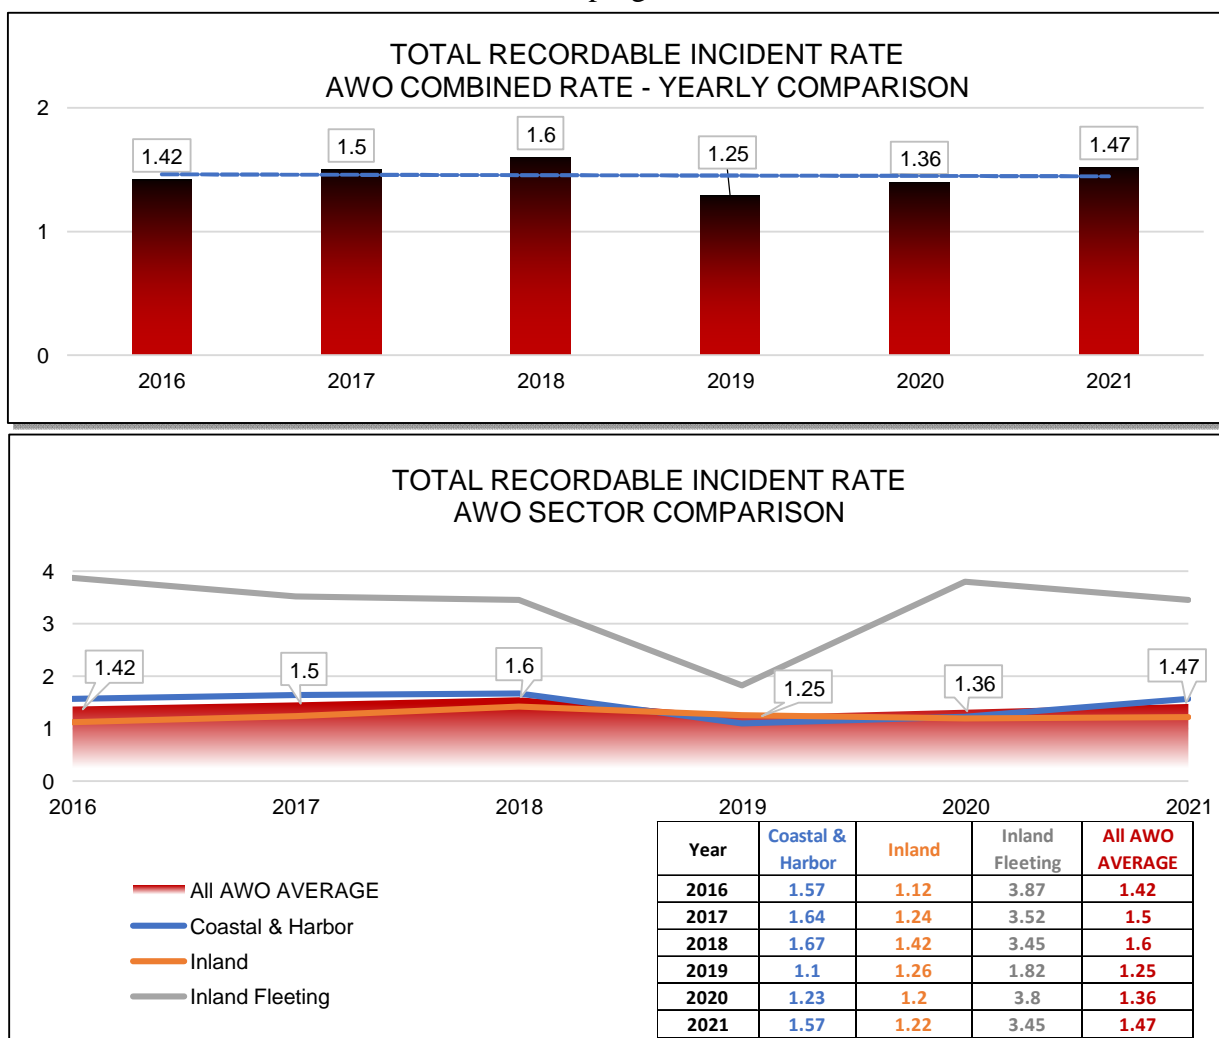 TOTAL RECORDABLE INCIDENT RATE
AWO COMBINED RATE - YEARLY COMPARISON
2
1
0
1.42
1.5
1.6
1.25
1.36
1.47
2016
2017
2018
2019
2020
2021
TOTAL RECORDABLE INCIDENT RATE
AWO SECTOR COMPARISON
4
3
2
1
0
1.42
1.5
1.6
1.25
1.36
1.47
2016
2017
2018
2019
2020
2021
All AWO AVERAGE
Coastal & Harbor
Inland
Inland Fleeting
Year Coastal & Harbor Inland Inland Fleeting All AWO AVERAGE
2016 1.57 1.12 3.87 1.42
2017 1.64 1.24 3.52 1.5
2018 1.67 1.42 3.45 1.6
2019 1.1 1.26 1.82 1.25
2020 1.23 1.2 3.8 1.36
2021 1.57 1.22 3.45 1.47